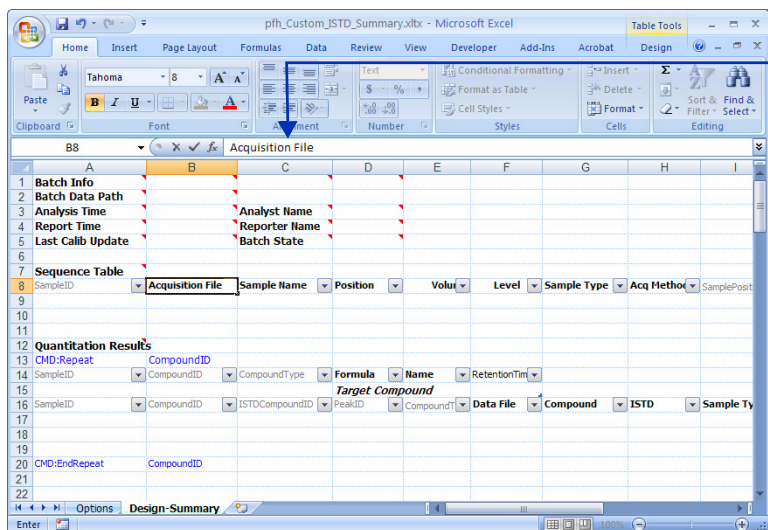 pfh_Custom_ISTD_Summary.xltx - Microsoft Excel
Table Tools
Home Insert Page Layout Formulas Data Review View Developer Add-Ins Acrobat Design
Paste
Tahoma 8
Text
Conditional Formatting
Format as Table
Cell Styles
Insert
Delete
Format
Sort & Filter
Find & Select
Clipboard Font Alignment Number Styles Cells Editing
B8 Acquisition File
A B C D E F G H I
1 Batch Info
2 Batch Data Path
3 Analysis Time Analyst Name
4 Report Time Reporter Name
5 Last Calib Update Batch State
6
7 Sequence Table
8 SampleID Acquisition File Sample Name Position Volu Level Sample Type Acq Method SamplePosit
9
10
11
12 Quantitation Results
13 CMD:Repeat CompoundID
14 SampleID CompoundID CompoundType Formula Name RetentionTim
15 Target Compound
16 SampleID CompoundID ISTDCompoundID PeakID CompoundT Data File Compound ISTD Sample Ty
17
18
19
20 CMD:EndRepeat CompoundID
21
22
Options Design-Summary
Enter 100%